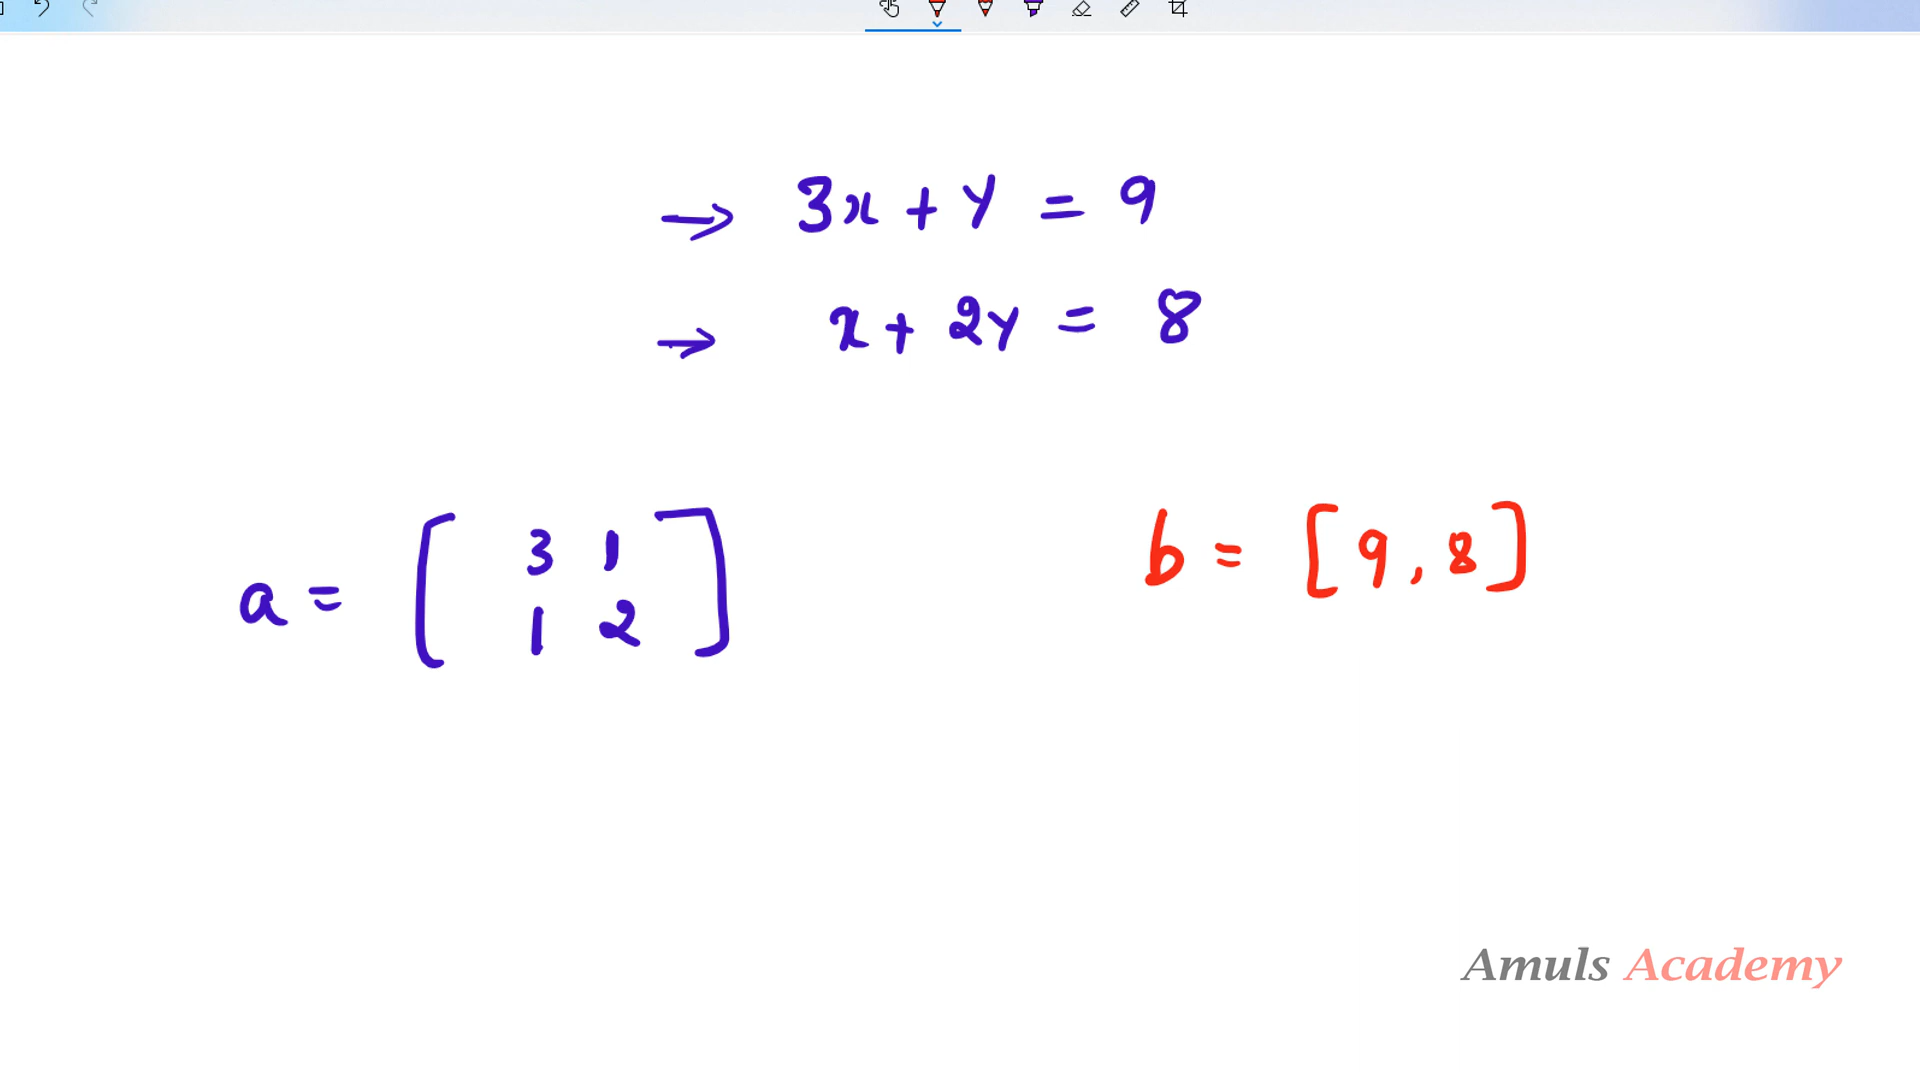 → 3x + y = 9
→ x + 2y = 8
a = [ 3 1
1 2 ]
b = [ 9 , 8 ]
Amuls Academy